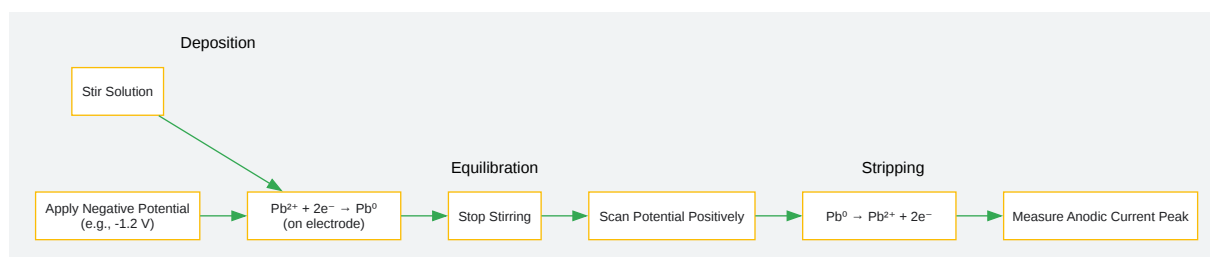 Deposition
Stir Solution
Equilibration
Stripping
Apply Negative Potential
(e.g., -1.2 V)
Pb²⁺ + 2e⁻ → Pb⁰
(on electrode)
Stop Stirring
Scan Potential Positively
Pb⁰ → Pb²⁺ + 2e⁻
Measure Anodic Current Peak